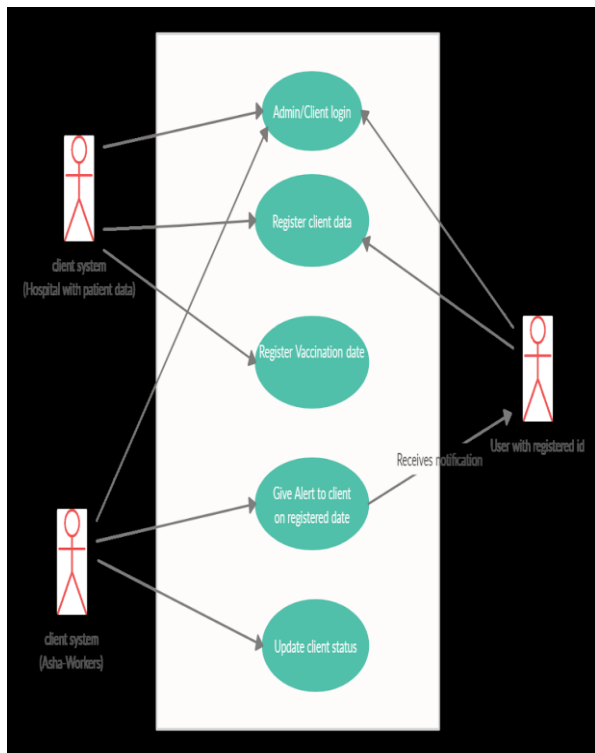 Admin/Client login
Register client data
client system
(Hospital with patient data)
Register Vaccination date
User with registered id
Receives notification
Give Alert to client
on registered date
client system
(Asha-Workers)
Update client status